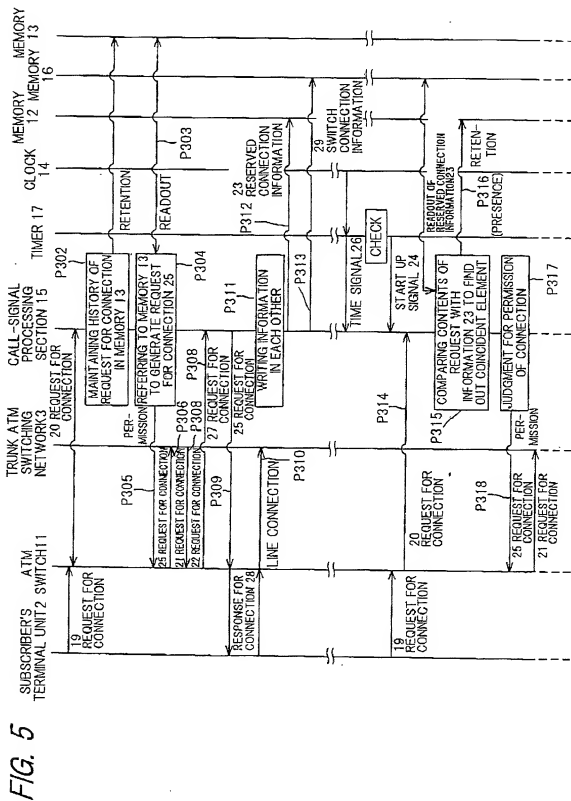 FIG. 5
SUBSCRIBER'S
TERMINAL UNIT2
ATM
SWITCH11
TRUNK ATM
SWITCHING
NETWORK3
CALL-SIGNAL
PROCESSING
SECTION 15
TIMER 17
CLOCK
14
MEMORY
12
MEMORY
16
MEMORY
13
19
REQUEST FOR
CONNECTION
20 REQUEST FOR
CONNECTION
P302
MAINTAINING HISTORY OF
REQUEST FOR CONNECTION
IN MEMORY 13
RETENTION
P303
READOUT
P304
REFERRING TO MEMORY 13
TO GENERATE REQUEST
FOR CONNECTION 25
PER-
MISSION
P305
25 REQUEST FOR CONNECTION
P306
21 REQUEST FOR CONNECTION
P308
22 REQUEST FOR CONNECTION
P308
27 REQUEST FOR
CONNECTION
P309
25 REQUEST FOR
CONNECTION
RESPONSE FOR
CONNECTION 28
P310
LINE CONNECTION
P311
WRITING INFORMATION
IN EACH OTHER
P312
23 RESERVED
CONNECTION
INFORMATION
P313
29 SWITCH
CONNECTION
INFORMATION
TIME SIGNAL26
CHECK
START UP
SIGNAL 24
19
REQUEST FOR
CONNECTION
P314
20
REQUEST FOR
CONNECTION
READOUT OF
RESERVED CONNECTION
INFORMATION23
P315
COMPARING CONTENTS OF
REQUEST WITH
INFORMATION 23 TO FIND
OUT COINCIDENT ELEMENT
P316
(PRESENCE)
RETEN-
TION
P317
JUDGMENT FOR PERMISSION
OF CONNECTION
PER-
MISSION
P318
25 REQUEST FOR
CONNECTION
21 REQUEST FOR
CONNECTION